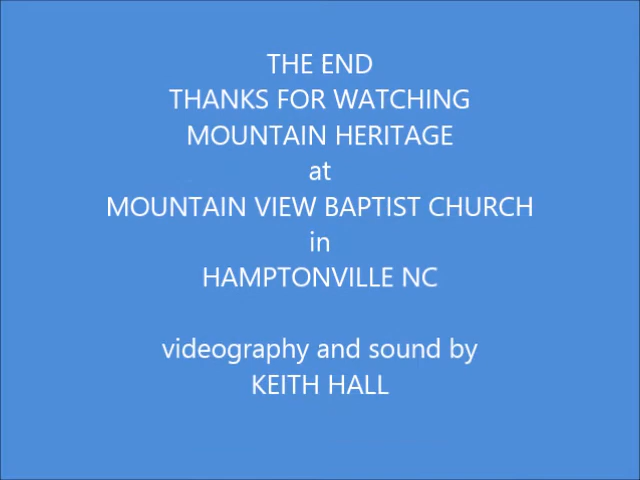 THE END
THANKS FOR WATCHING
MOUNTAIN HERITAGE
at
MOUNTAIN VIEW BAPTIST CHURCH
in
HAMPTONVILLE NC
videography and sound by
KEITH HALL